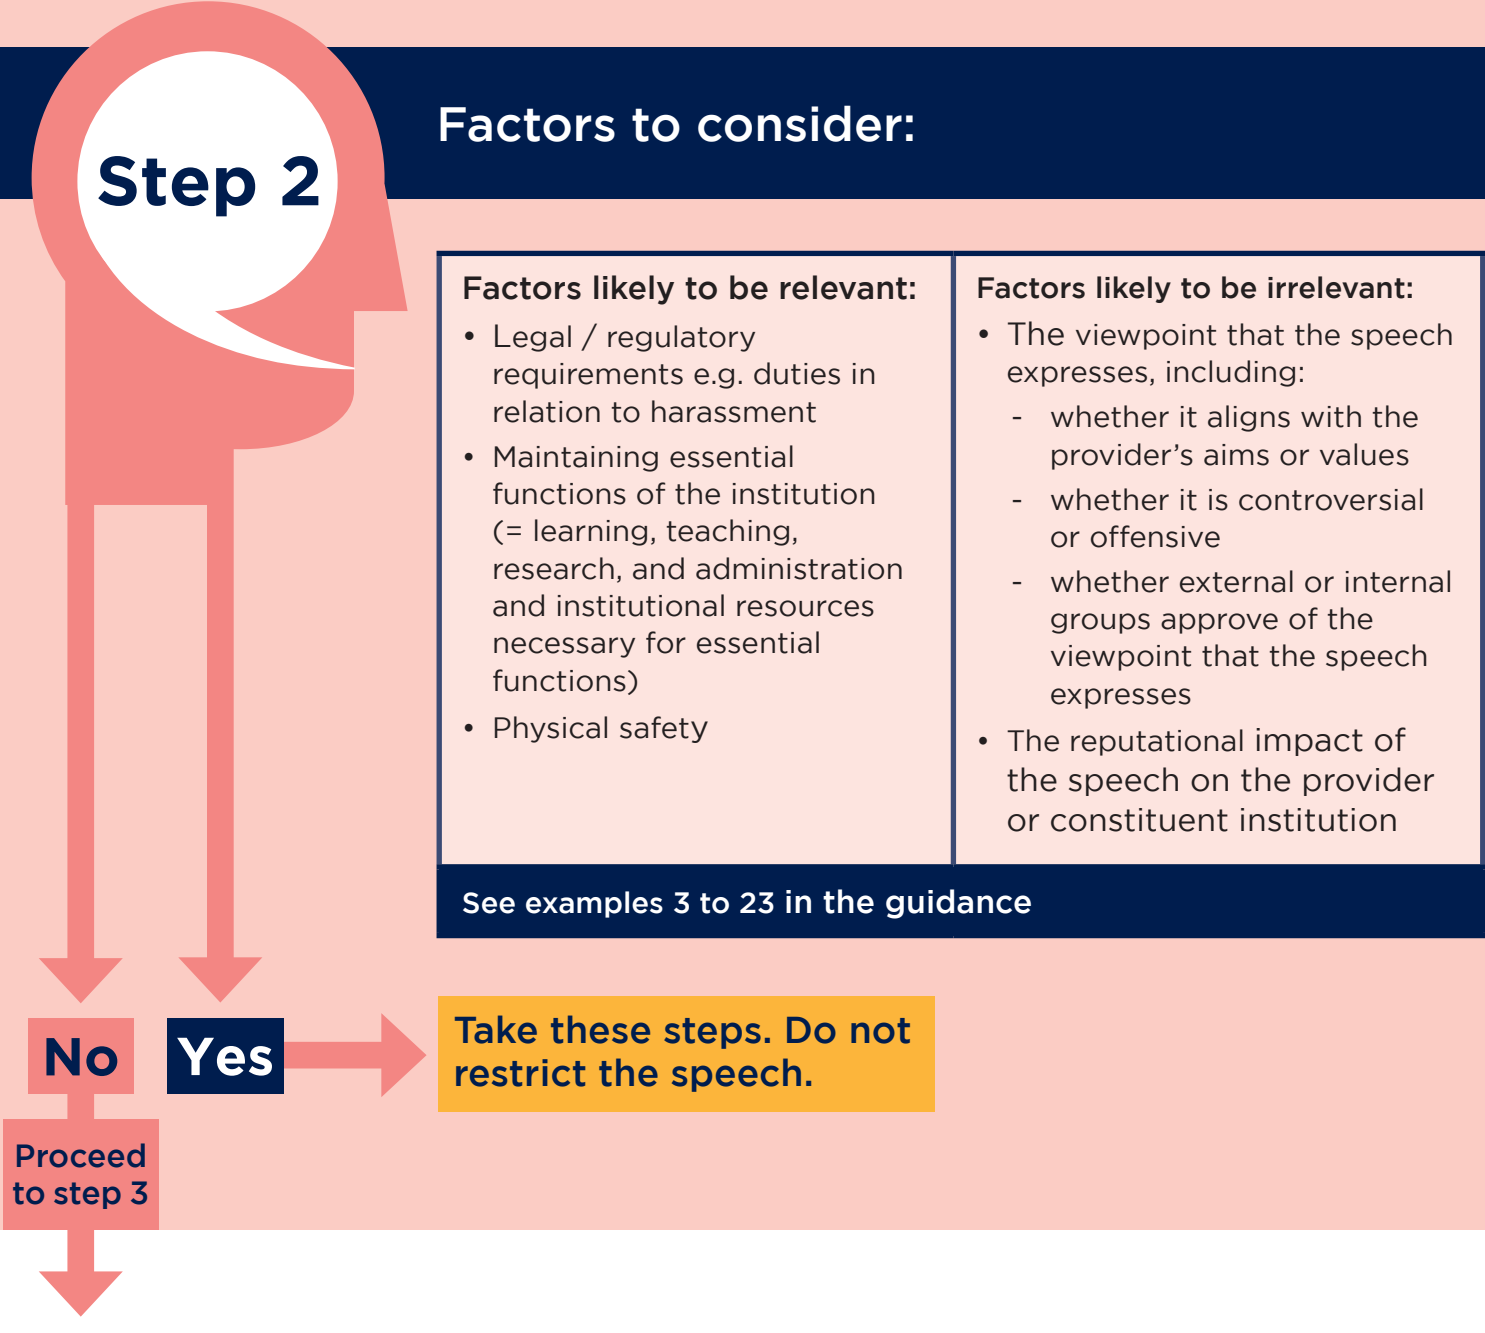 Step 2
Factors to consider:
Factors likely to be relevant:
• Legal / regulatory
requirements e.g. duties in
relation to harassment
• Maintaining essential
functions of the institution
(= learning, teaching,
research, and administration
and institutional resources
necessary for essential
functions)
• Physical safety
Factors likely to be irrelevant:
• The viewpoint that the speech
expresses, including:
- whether it aligns with the
provider’s aims or values
- whether it is controversial
or offensive
- whether external or internal
groups approve of the
viewpoint that the speech
expresses
• The reputational impact of
the speech on the provider
or constituent institution
See examples 3 to 23 in the guidance
No
Yes
Take these steps. Do not
restrict the speech.
Proceed
to step 3